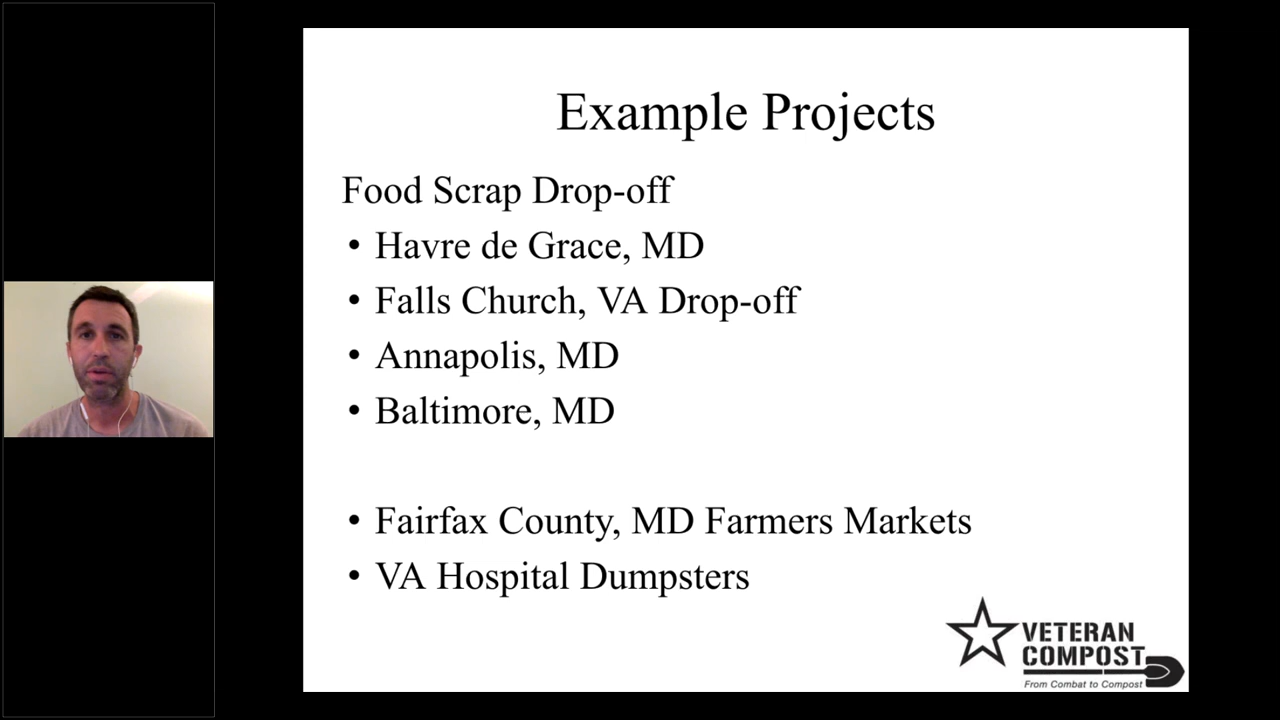 Example Projects
Food Scrap Drop-off
• Havre de Grace, MD
• Falls Church, VA Drop-off
• Annapolis, MD
• Baltimore, MD
• Fairfax County, MD Farmers Markets
• VA Hospital Dumpsters
VETERAN
COMPOST
From Combat to Compost